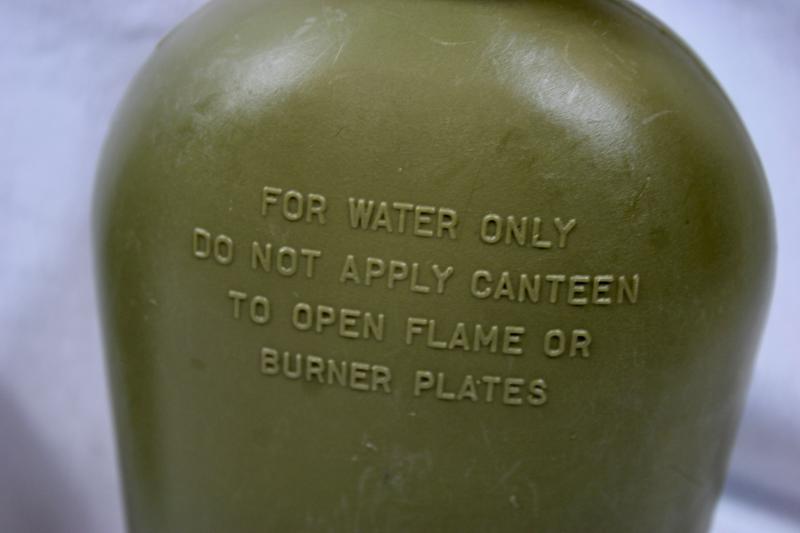 FOR WATER ONLY
DO NOT APPLY CANTEEN
TO OPEN FLAME OR
BURNER PLATES